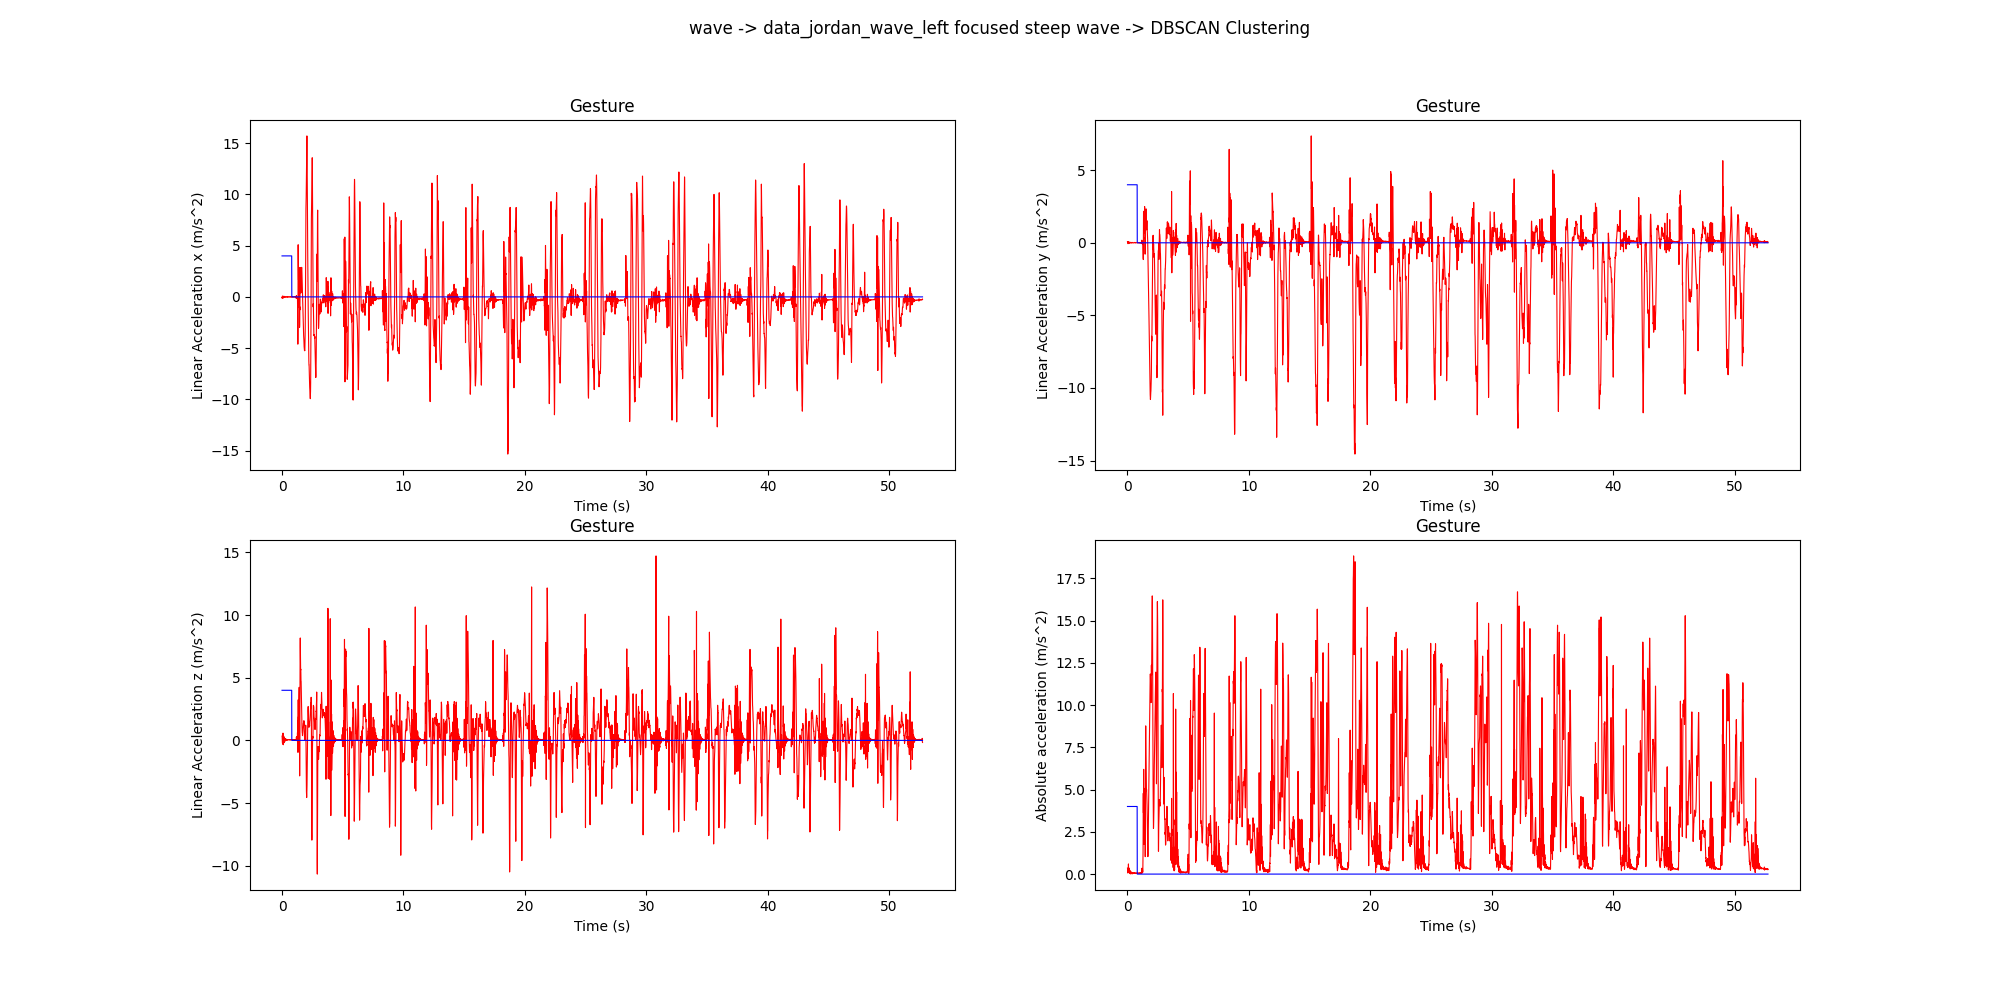 wave -> data_jordan_wave_left focused steep wave -> DBSCAN Clustering
Gesture
Linear Acceleration x (m/s^2)
15
10
5
0
−5
−10
−15
0 10 20 30 40 50
Time (s)
Gesture
Linear Acceleration y (m/s^2)
5
0
−5
−10
−15
0 10 20 30 40 50
Time (s)
Gesture
Linear Acceleration z (m/s^2)
15
10
5
0
−5
−10
0 10 20 30 40 50
Time (s)
Gesture
Absolute acceleration (m/s^2)
17.5
15.0
12.5
10.0
7.5
5.0
2.5
0.0
0 10 20 30 40 50
Time (s)